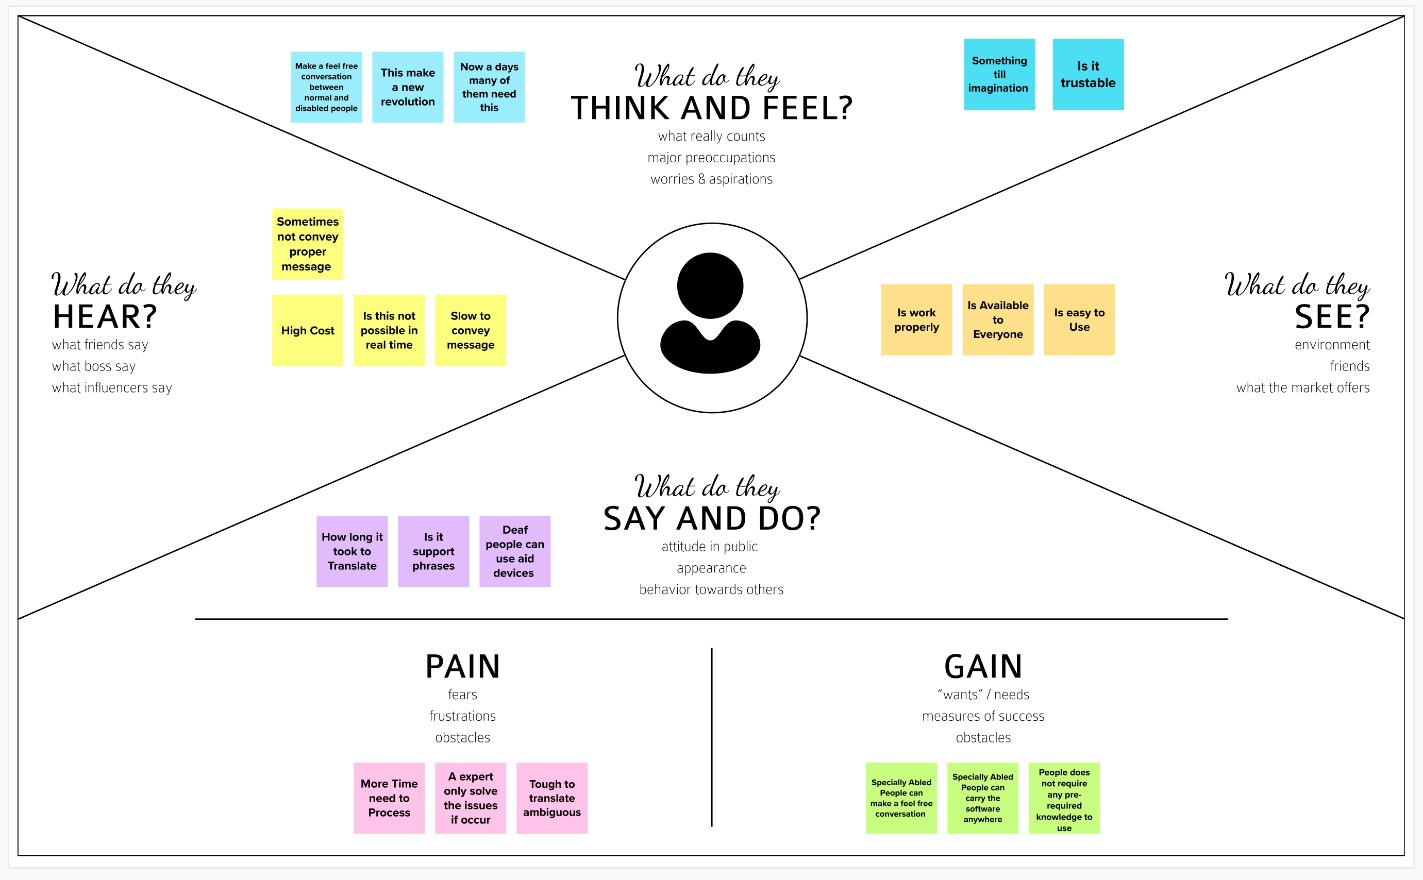 Make a feel free
conversation
between
normal and
disabled people
This make
a new
revolution
Now a days
many of
them need
this
What do they
THINK AND FEEL?
what really counts
major preoccupations
worries & aspirations
Something
till
imagination
Is it
trustable
What do they
HEAR?
what friends say
what boss say
what influencers say
Sometimes
not convey
proper
message
High Cost
Is this not
possible in
real time
Slow to
convey
message
Is work
properly
Is Available
to
Everyone
Is easy to
Use
What do they
SEE?
environment
friends
what the market offers
What do they
SAY AND DO?
attitude in public
appearance
behavior towards others
How long it
took to
Translate
Is it
support
phrases
Deaf
people can
use aid
devices
PAIN
fears
frustrations
obstacles
More Time
need to
Process
A expert
only solve
the issues
if occur
Tough to
translate
ambiguous
GAIN
"wants" / needs
measures of success
obstacles
Specially Abled
People can
make a feel free
conversation
Specially Abled
People can
carry the
software
anywhere
People does
not require
any pre-
required
knowledge to
use